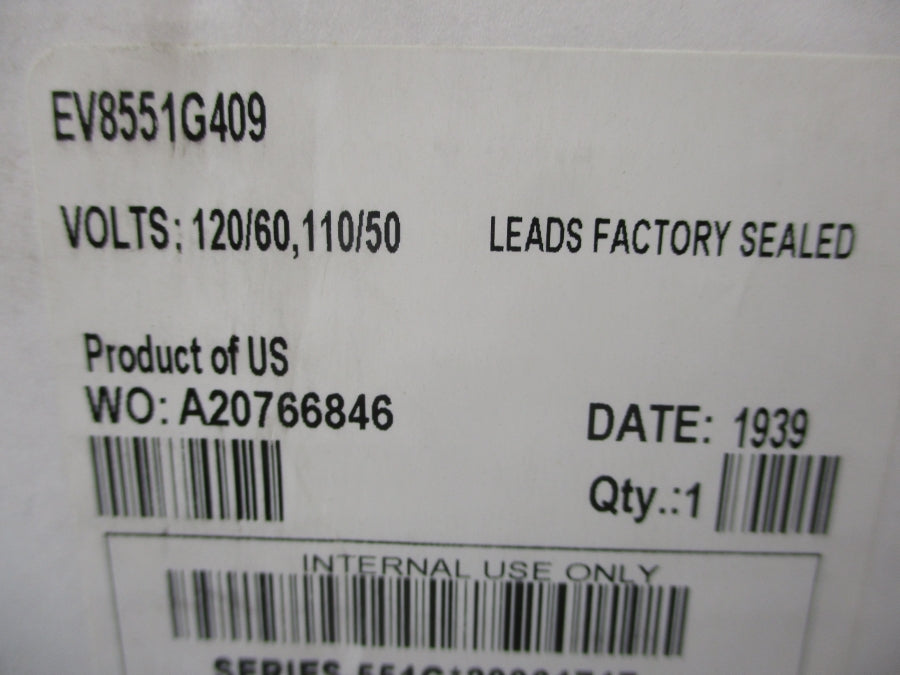 EV8551G409
VOLTS; 120/60,110/50 LEADS FACTORY SEALED
Product of US
WO: A20766846
DATE: 1939
Qty.:1
INTERNAL USE ONLY
SERIES